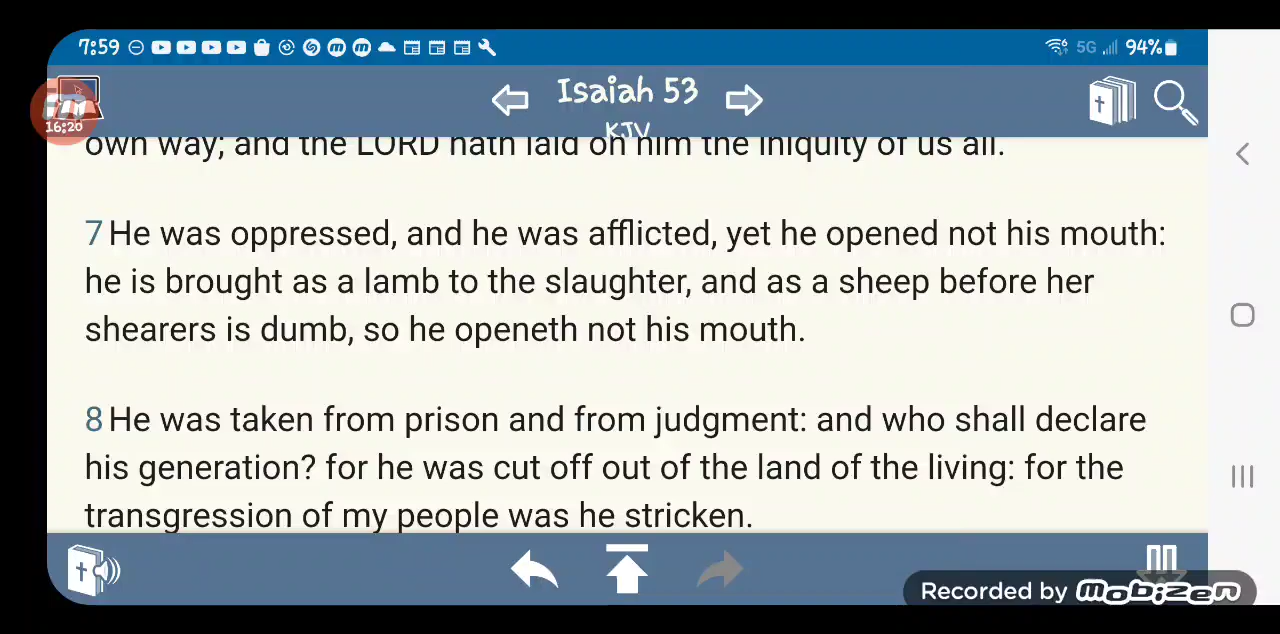 7:59 5G 94%
Isaiah 53
16:20
KJV
own way; and the LORD hath laid on him the iniquity of us all.
7 He was oppressed, and he was afflicted, yet he opened not his mouth:
he is brought as a lamb to the slaughter, and as a sheep before her
shearers is dumb, so he openeth not his mouth.
8 He was taken from prison and from judgment: and who shall declare
his generation? for he was cut off out of the land of the living: for the
transgression of my people was he stricken.
Recorded by MOBIZEN